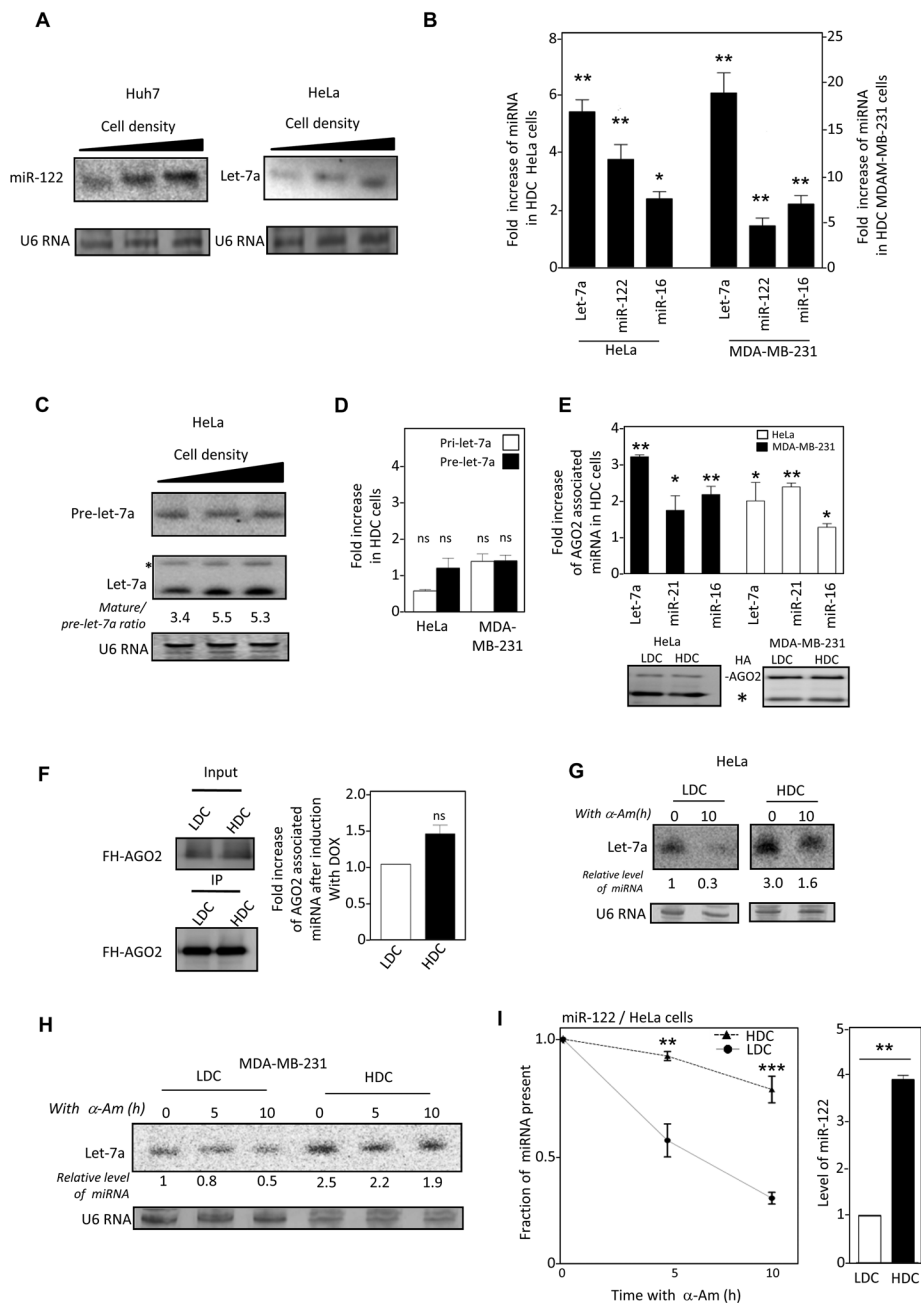 A
Huh7
Cell density
miR-122
U6 RNA
HeLa
Cell density
Let-7a
U6 RNA
B
Fold increase of miRNA
in HDC HeLa cells
8
6
4
2
0
** ** * ** ** **
25
20
15
10
5
0
Fold increase of miRNA
in HDC MDAM-MB-231 cells
Let-7a miR-122 miR-16 Let-7a miR-122 miR-16
HeLa MDA-MB-231
C
HeLa
Cell density
Pre-let-7a
*
Let-7a
Mature/
pre-let-7a ratio
3.4 5.5 5.3
U6 RNA
D
Pri-let-7a
Pre-let-7a
Fold increase
in HDC cells
5
4
3
2
1
0
ns ns ns ns
HeLa MDA-
MB-231
E
HeLa
MDA-MB-231
Fold increase
of AGO2 associated
miRNA in HDC cells
4
3
2
1
0
** * ** * ** *
Let-7a miR-21 miR-16 Let-7a miR-21 miR-16
HeLa
LDC HDC
HA
-AGO2
*
MDA-MB-231
LDC HDC
F
Input
LDC HDC
FH-AGO2
IP
LDC HDC
FH-AGO2
Fold increase
of AGO2 associated
miRNA after induction
With DOX
2.0
1.5
1.0
0.5
0
ns
LDC HDC
G
HeLa
LDC HDC
With α-Am(h) 0 10 0 10
Let-7a
Relative level
of miRNA
1 0.3 3.0 1.6
U6 RNA
H
MDA-MB-231
LDC HDC
With α-Am (h) 0 5 10 0 5 10
Let-7a
Relative level
of miRNA
1 0.8 0.5 2.5 2.2 1.9
U6 RNA
I
miR-122 / HeLa cells
HDC
LDC
Fraction of miRNA present
1.0
0.5
0 5 10
** ***
Time with α-Am (h)
Level of miR-122
5
4
3
2
1
0
**
LDC HDC